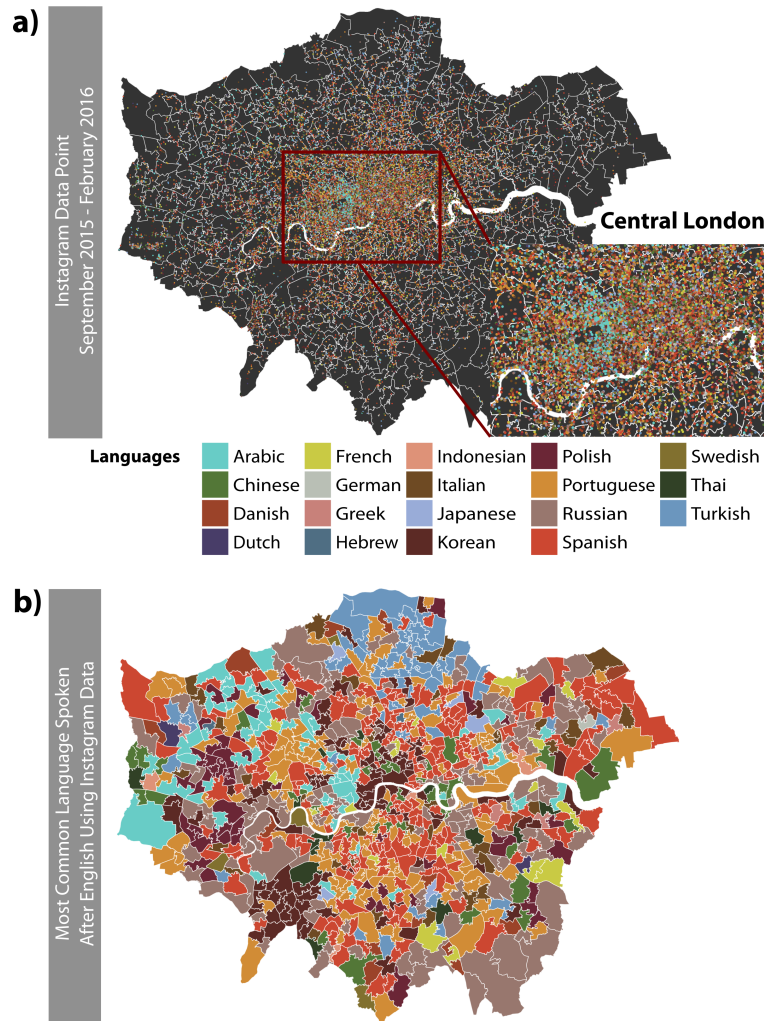 a)
Instagram Data Point
September 2015 - February 2016
Central London
Languages
Arabic
French
Indonesian
Polish
Swedish
Chinese
German
Italian
Portuguese
Thai
Danish
Greek
Japanese
Russian
Turkish
Dutch
Hebrew
Korean
Spanish
b)
Most Common Language Spoken
After English Using Instagram Data